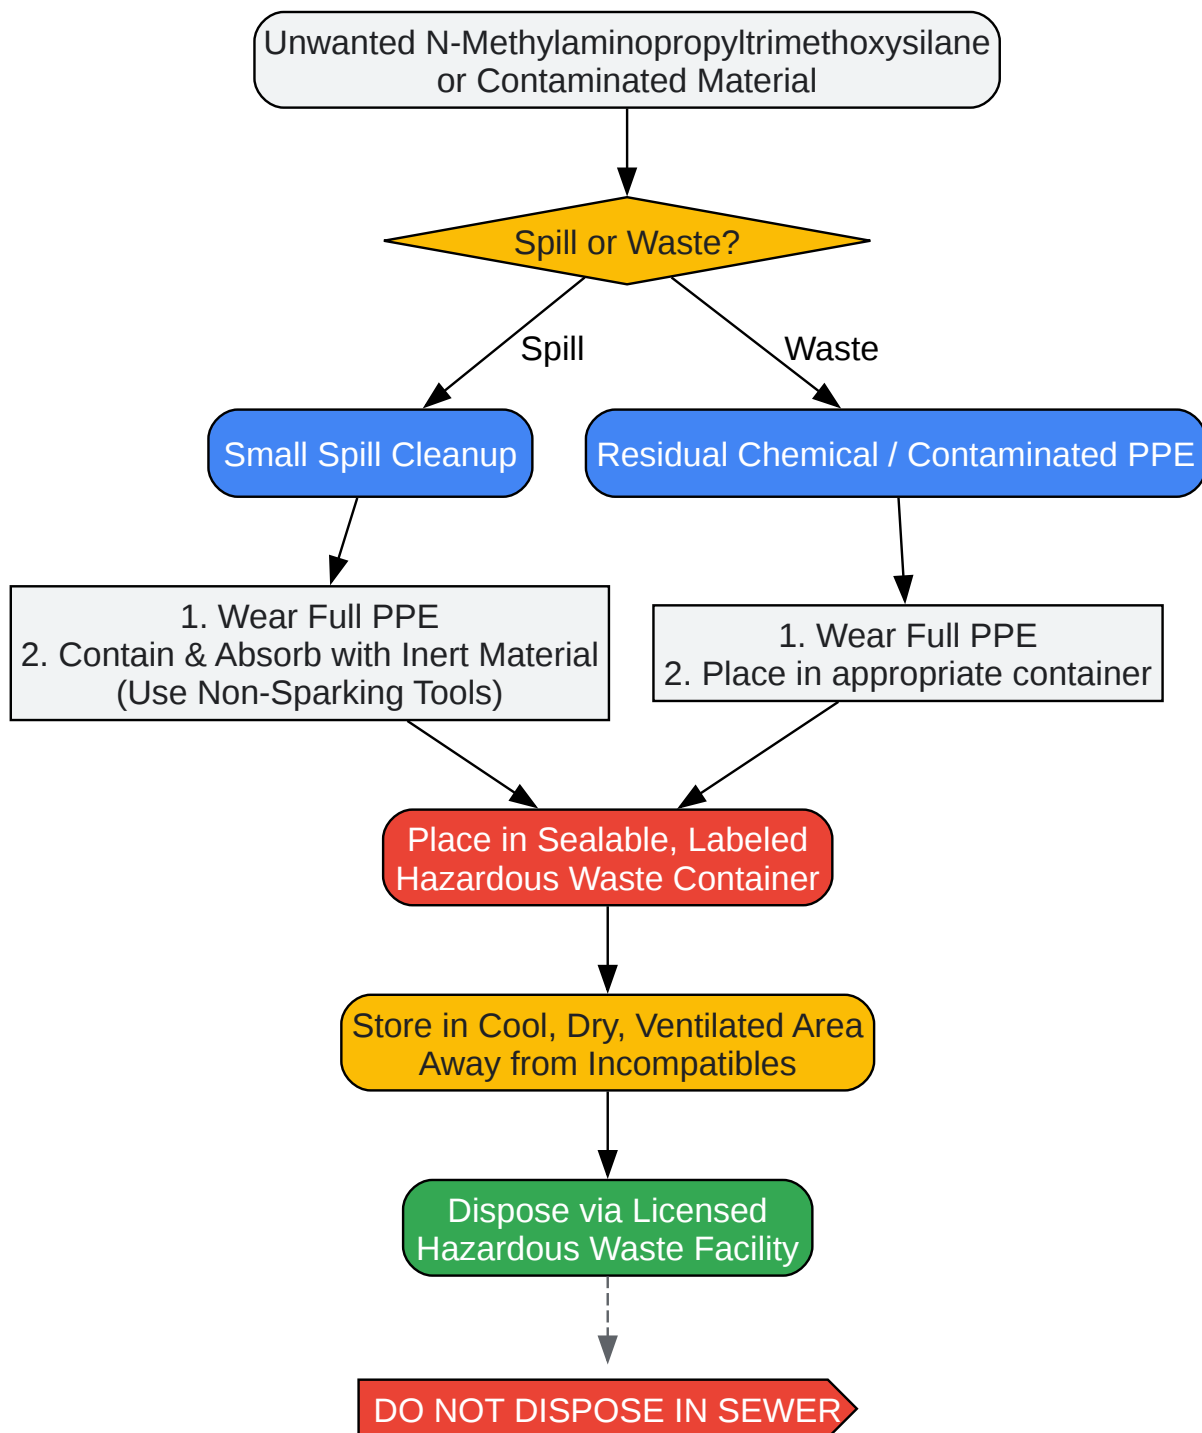 Unwanted N-Methylaminopropyltrimethoxysilane
or Contaminated Material
Spill or Waste?
Spill
Waste
Small Spill Cleanup
Residual Chemical / Contaminated PPE
1. Wear Full PPE
2. Contain & Absorb with Inert Material
(Use Non-Sparking Tools)
1. Wear Full PPE
2. Place in appropriate container
Place in Sealable, Labeled
Hazardous Waste Container
Store in Cool, Dry, Ventilated Area
Away from Incompatibles
Dispose via Licensed
Hazardous Waste Facility
DO NOT DISPOSE IN SEWER